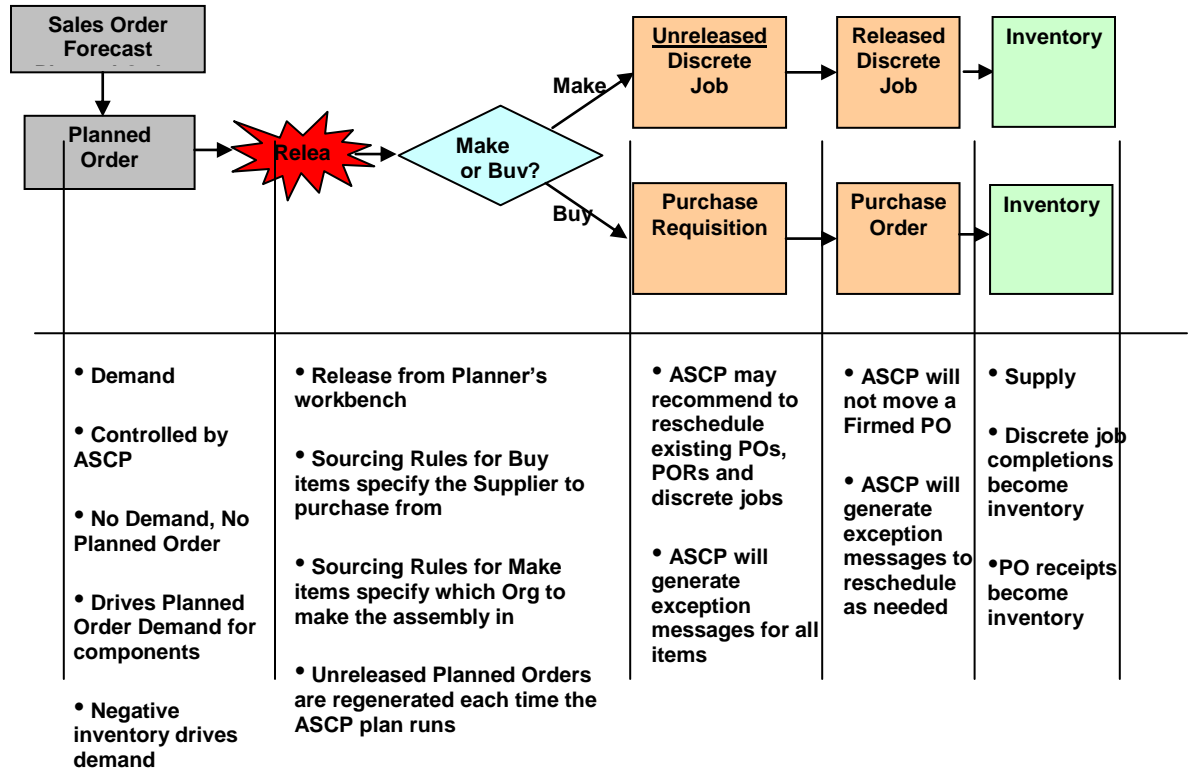 Sales Order
Forecast
Planned
Order
Relea
Make
or Buv?
Make
Buy
Unreleased
Discrete
Job
Released
Discrete
Job
Inventory
Purchase
Requisition
Purchase
Order
Inventory
• Demand
• Controlled by
ASCP
• No Demand, No
Planned Order
• Drives Planned
Order Demand for
components
• Negative
inventory drives
demand
• Release from Planner’s
workbench
• Sourcing Rules for Buy
items specify the Supplier to
purchase from
• Sourcing Rules for Make
items specify which Org to
make the assembly in
• Unreleased Planned Orders
are regenerated each time the
ASCP plan runs
• ASCP may
recommend to
reschedule
existing POs,
PORs and
discrete jobs
• ASCP will
generate
exception
messages for all
items
• ASCP will
not move a
Firmed PO
• ASCP will
generate
exception
messages to
reschedule
as needed
• Supply
• Discrete job
completions
become
inventory
•PO receipts
become
inventory